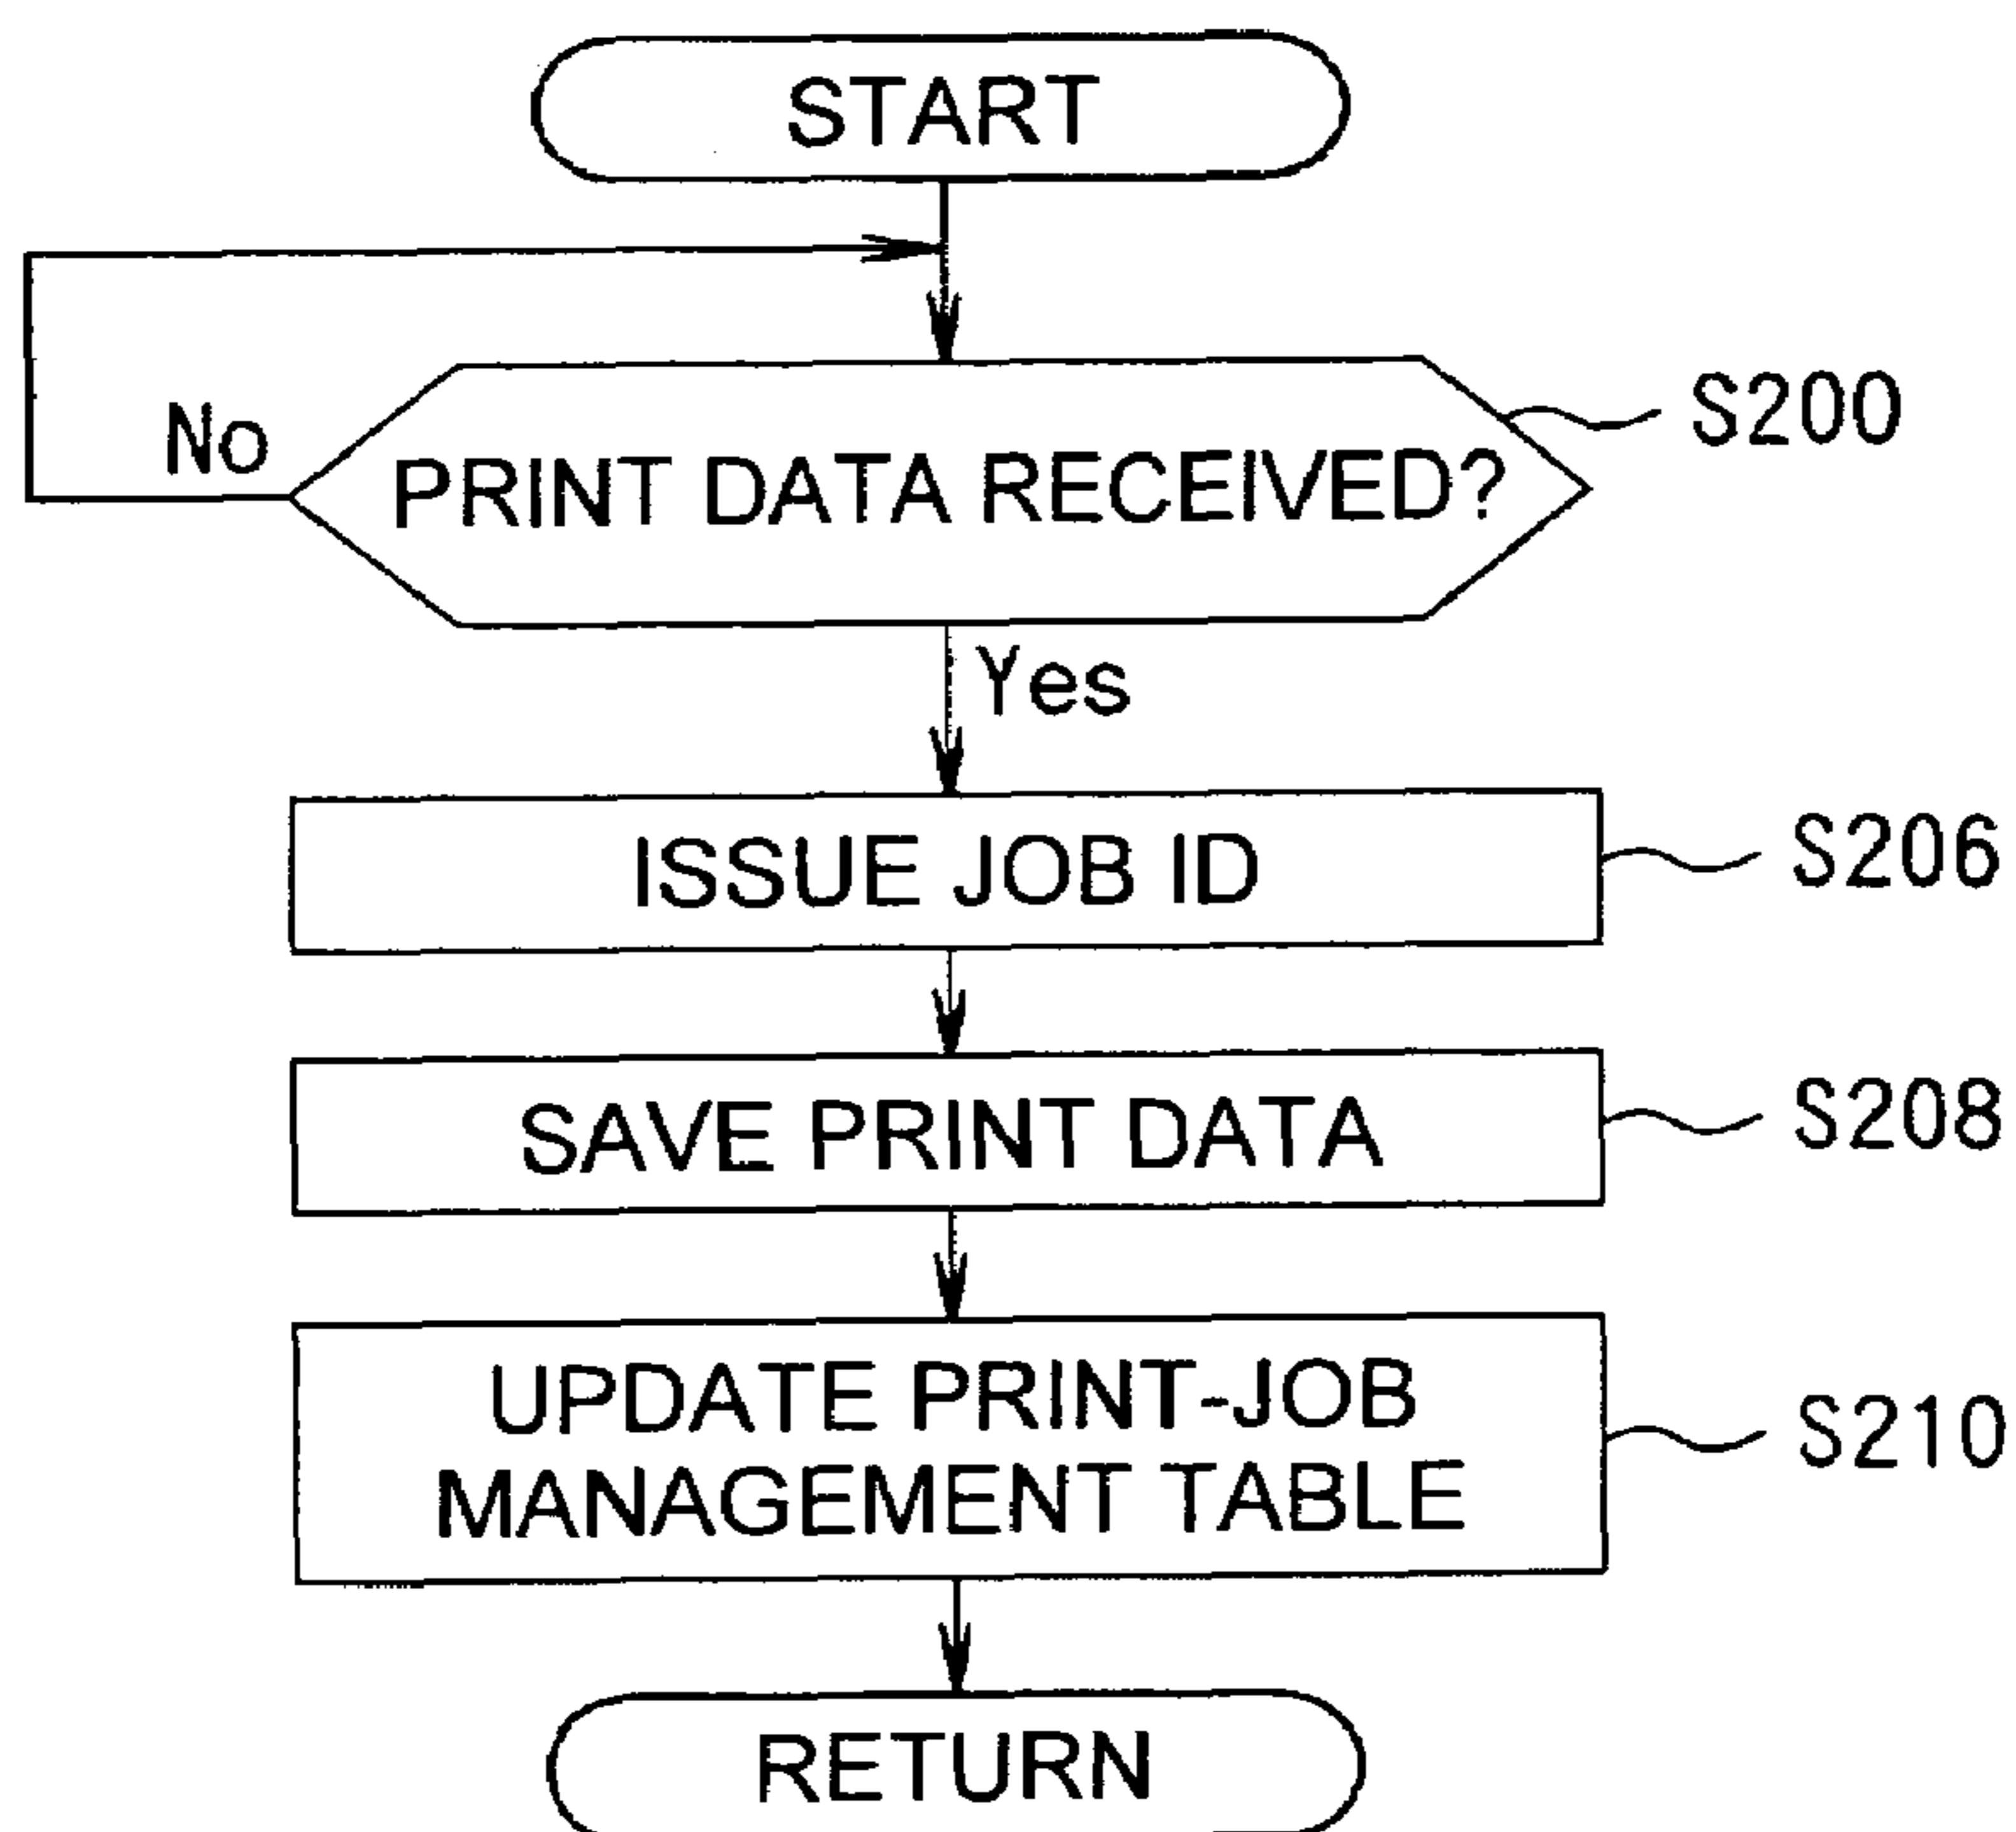 START
No
PRINT DATA RECEIVED?
S200
Yes
ISSUE JOB ID
S206
SAVE PRINT DATA
S208
UPDATE PRINT-JOB
MANAGEMENT TABLE
S210
RETURN